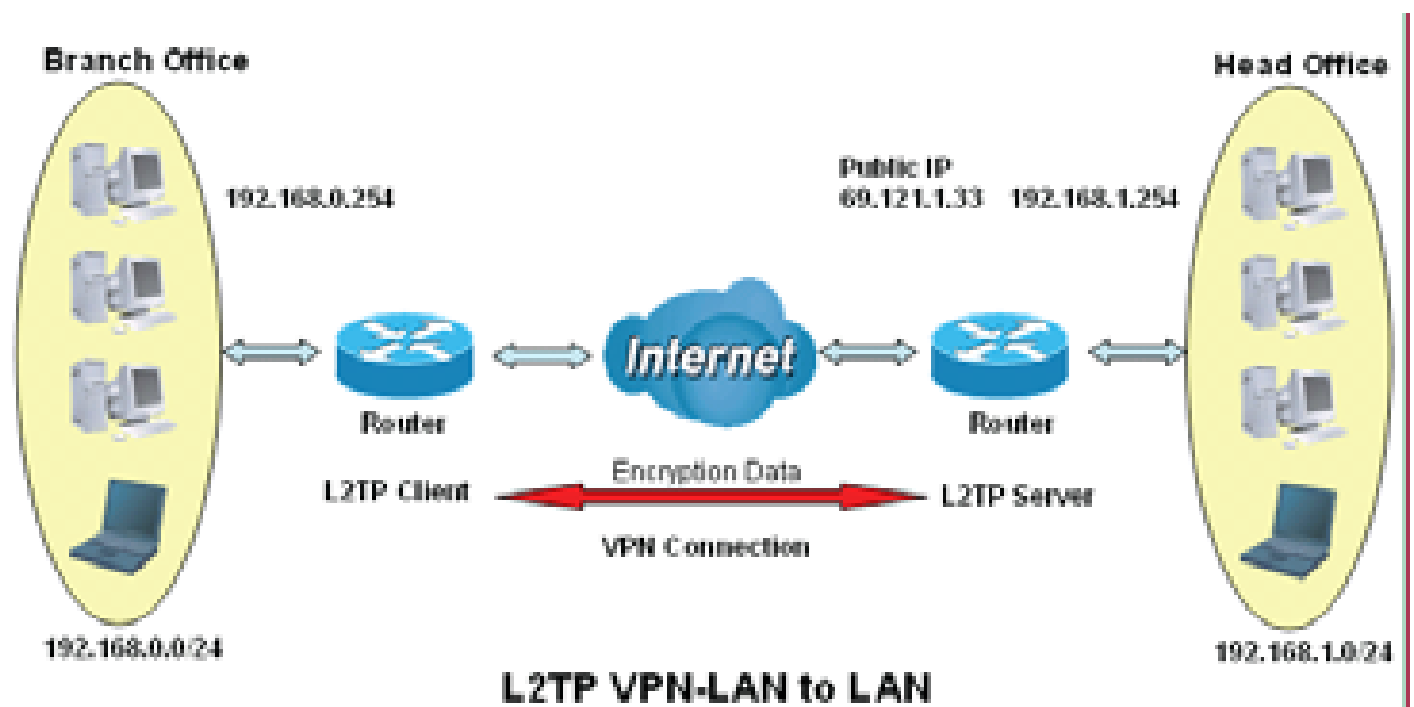 Branch Office
Head Office
Public IP
192.168.0.254
69.121.1.33 192.168.1.254
Internet
Router
Router
Encryption Data
L2TP Client
L2TP Server
VPN Connection
192.168.0.0/24
192.168.1.0/24
L2TP VPN-LAN to LAN